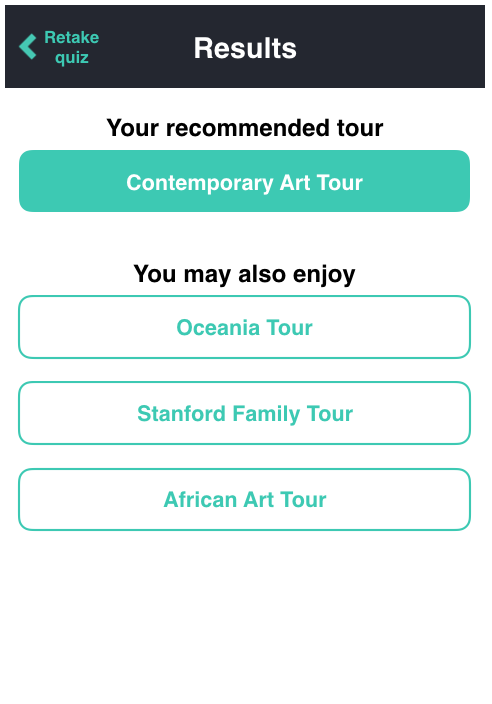 Retake
quiz
Results
Your recommended tour
Contemporary Art Tour
You may also enjoy
Oceania Tour
Stanford Family Tour
African Art Tour